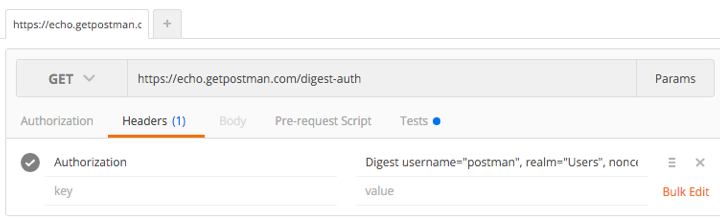 https://echo.getpostman.c
+
GET https://echo.getpostman.com/digest-auth Params
Authorization Headers (1) Body Pre-request Script Tests
Authorization Digest username="postman", realm="Users", nonce
key value Bulk Edit